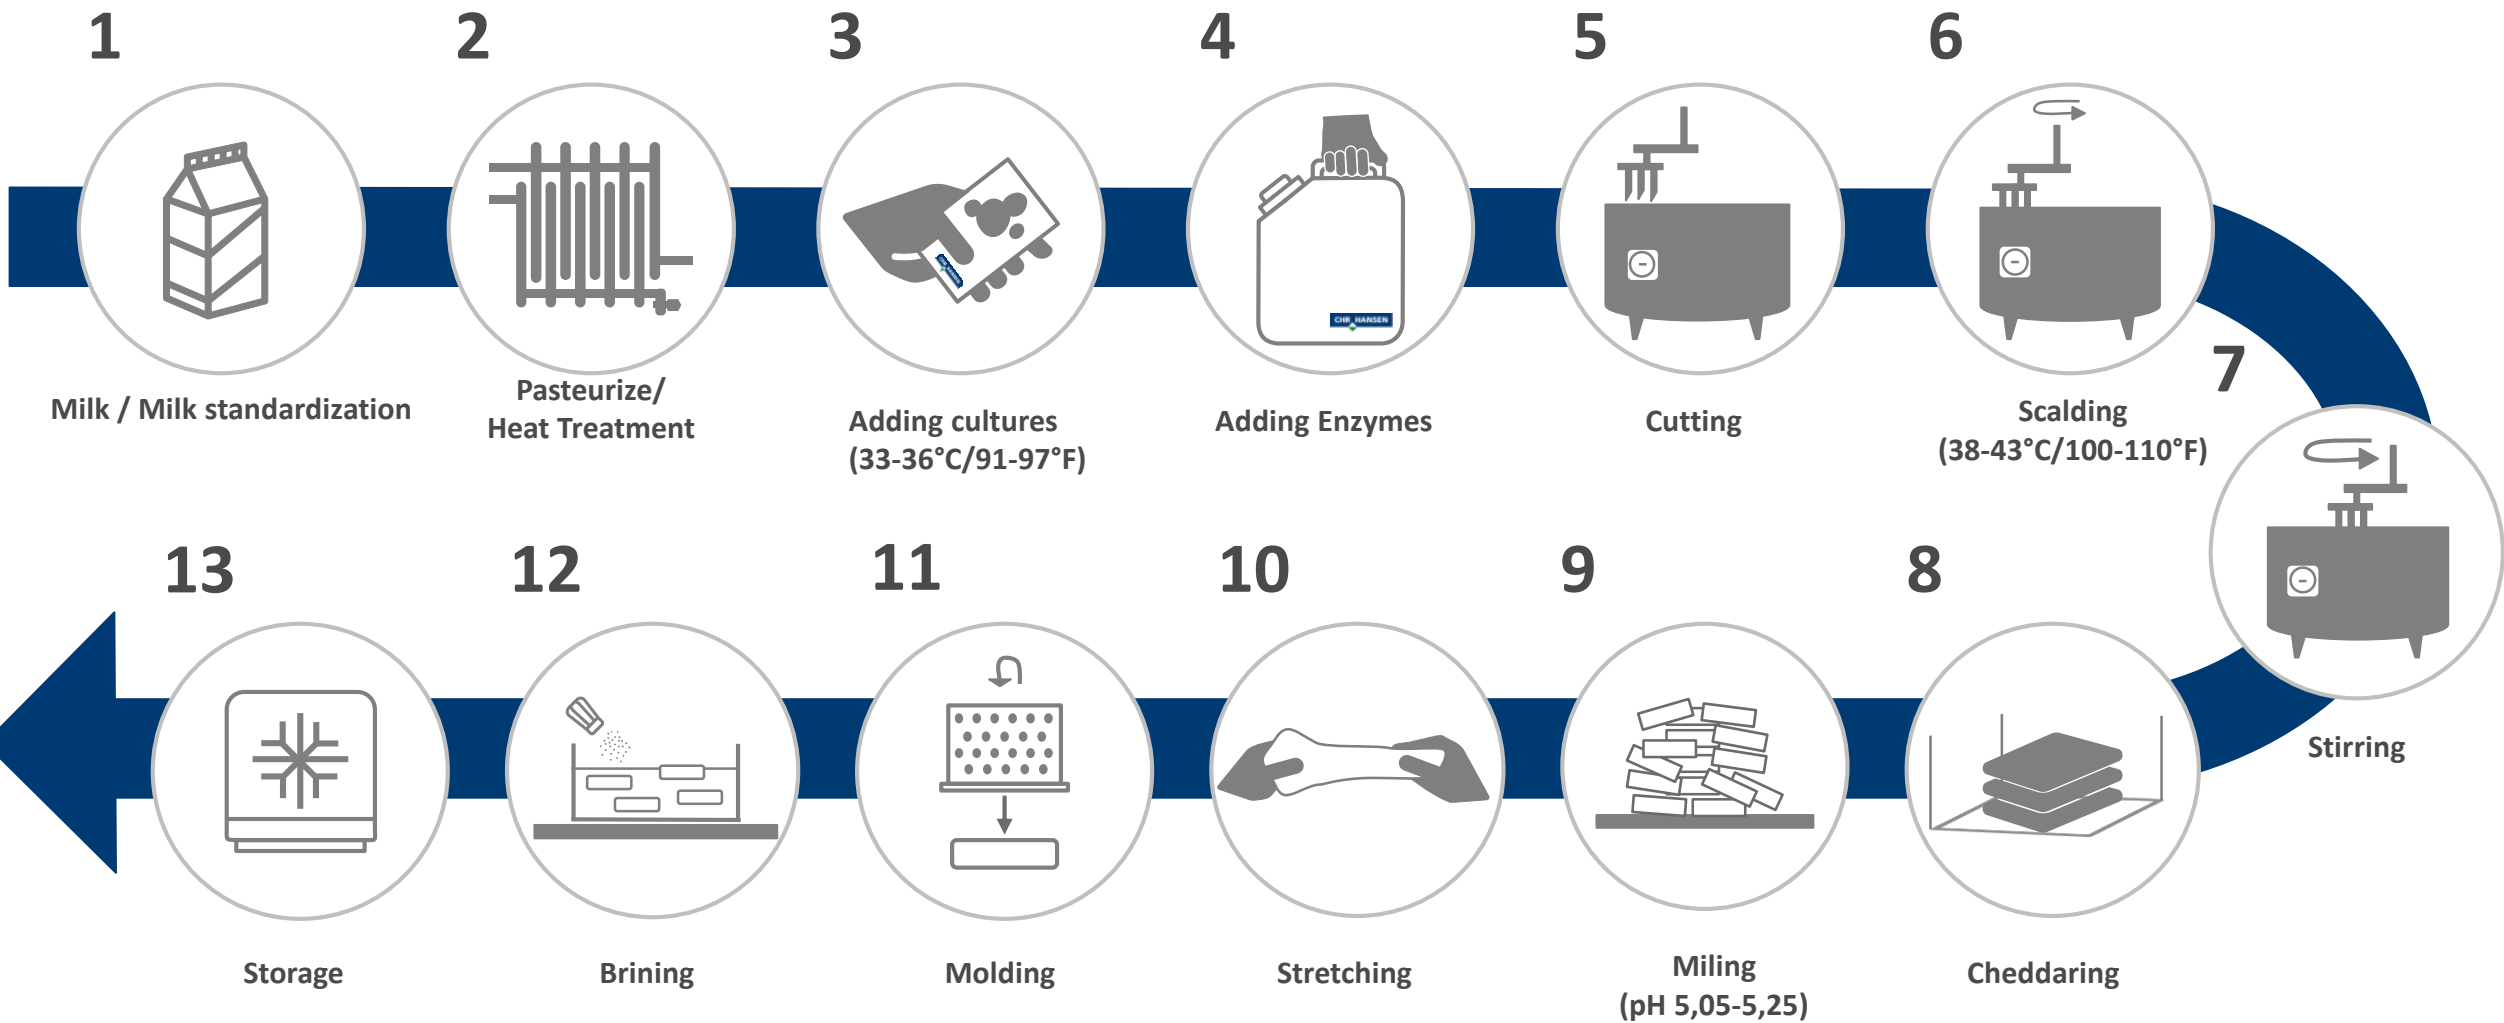 1
Milk / Milk standardization
2
Pasteurize/
Heat Treatment
3
Adding cultures
(33-36°C/91-97°F)
4
CHR HANSEN
Adding Enzymes
5
Cutting
6
Scalding
(38-43°C/100-110°F)
7
Stirring
8
Cheddaring
9
Miling
(pH 5,05-5,25)
10
Stretching
11
Molding
12
Brining
13
Storage